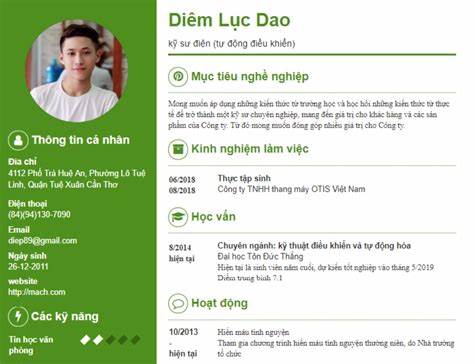 Diêm Lục Dao
kỹ sư điên (tự động điều khiển)
Thông tin cả nhân
Địa chỉ
4112 Phố Trà Huệ An, Phường Lô Tuệ
Linh, Quận Tuệ Xuân Cần Thơ
Điện thoại
(84)(94)130-7090
Email
diep89@gmail.com
Ngày sinh
26-12-2011
website
http://mach.com
Các kỹ năng
Tin học văn
phòng
Mục tiêu nghề nghiệp
Mong muốn áp dụng những kiến thức từ trường học và học hỏi những kiến thức từ thực
tế để trở thành một kỹ sư chuyên nghiệp, mang đến giá trị cho khác hàng và các sản
phẩm của Công ty. Từ đó mong muốn đóng góp nhiều giá trị cho Công ty.
Kinh nghiệm làm việc
06/2018
08/2018
Thực tập sinh
Công ty TNHH thang máy OTIS Việt Nam
Học vấn
8/2014
hiện tại
Chuyên ngành: kỹ thuật điều khiển và tự động hóa
Đại học Tôn Đức Thắng
Hiện tại là sinh viên năm cuối, dự kiến tốt nghiệp vào tháng 5/2019
Điểm trung bình 7.1
Hoạt động
10/2013 -
hiện tại
Hiến máu tình nguyện
Tham gia chương trình hiến máu tình nguyện, do Nhà trường
tổ chức